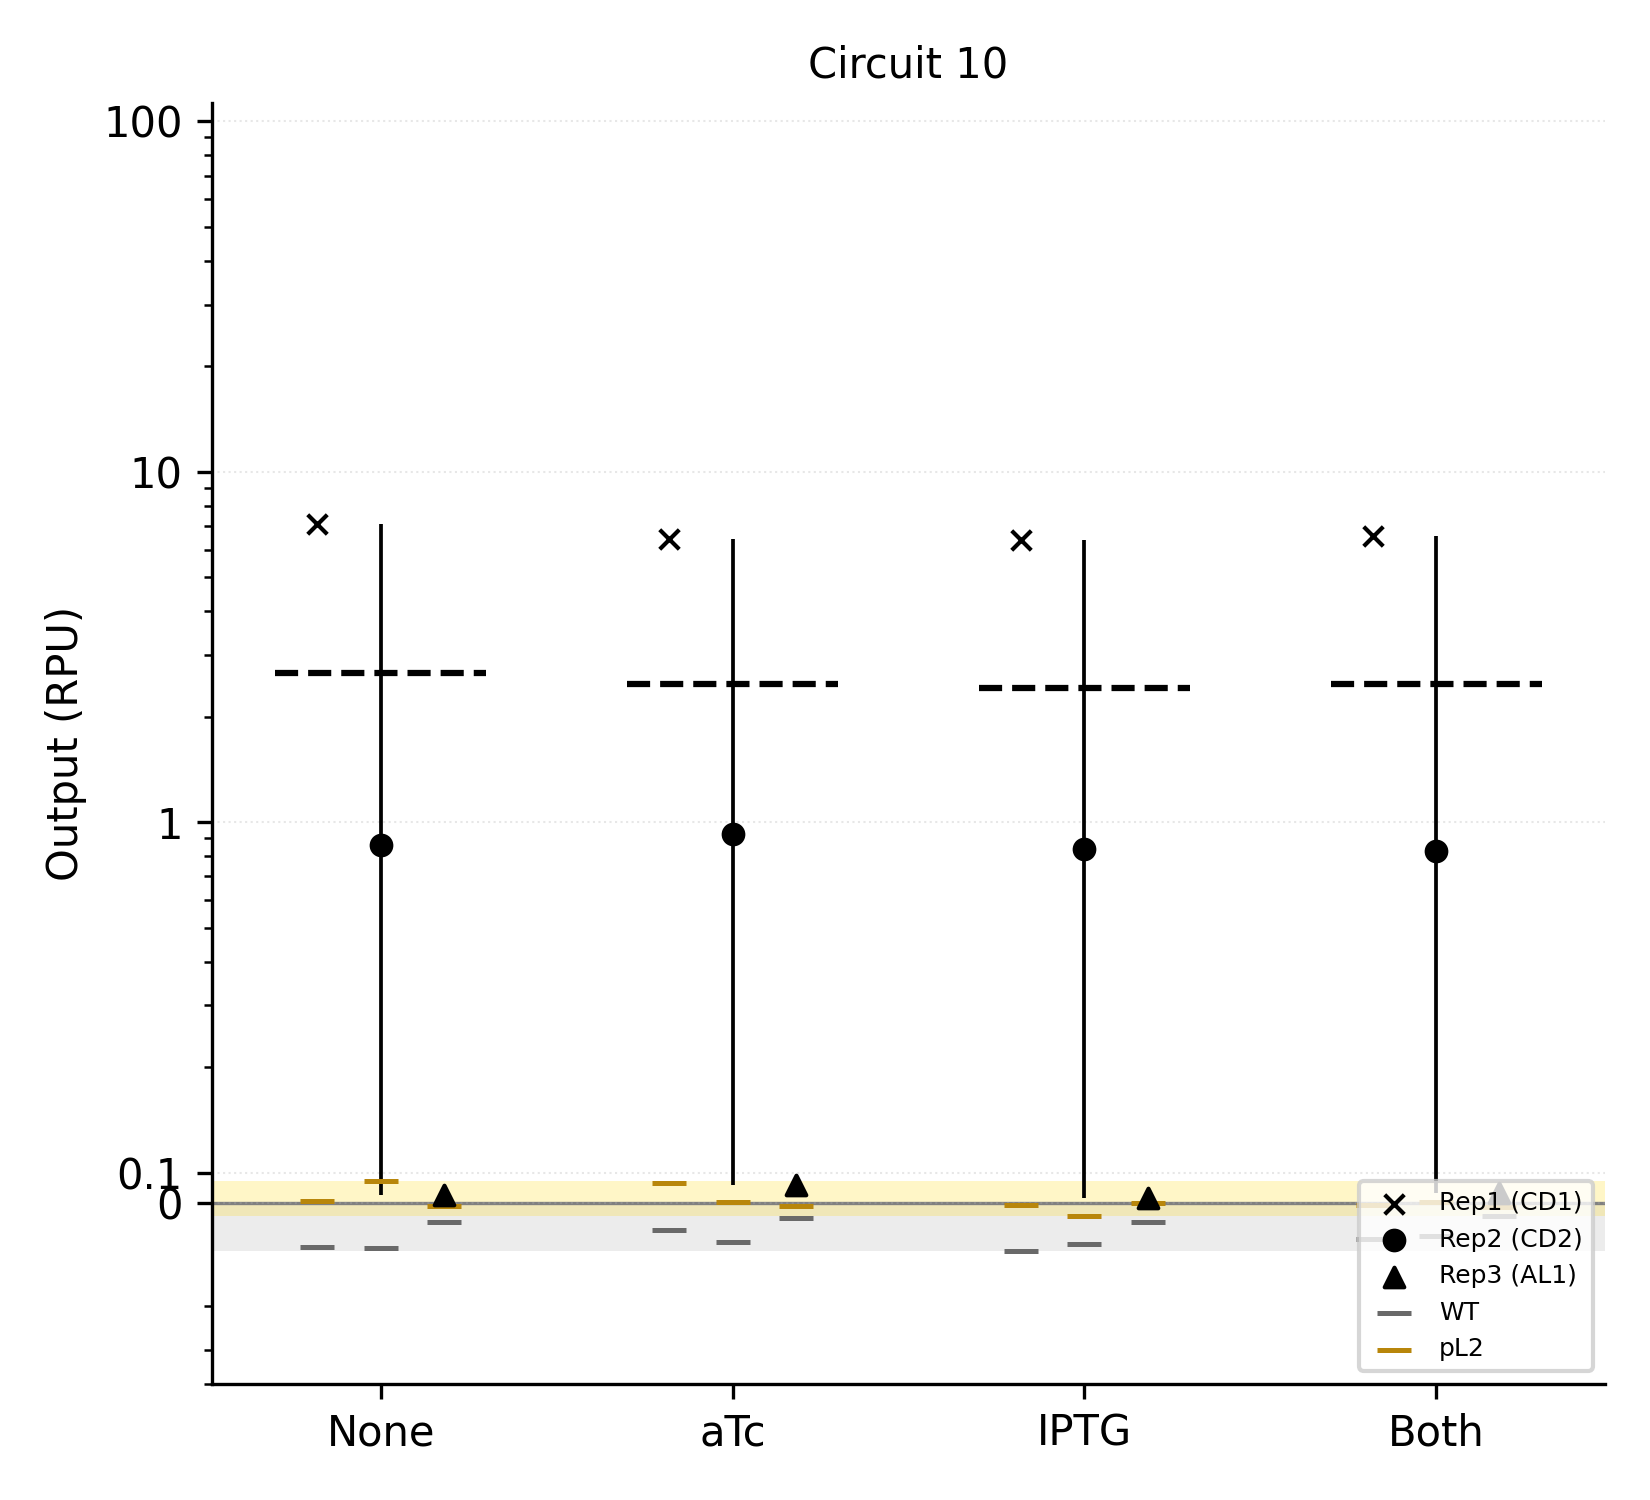 Circuit 10
100
10
1
0.1
0
Output (RPU)
None
aTc
IPTG
Both
Rep1 (CD1)
Rep2 (CD2)
Rep3 (AL1)
WT
pL2